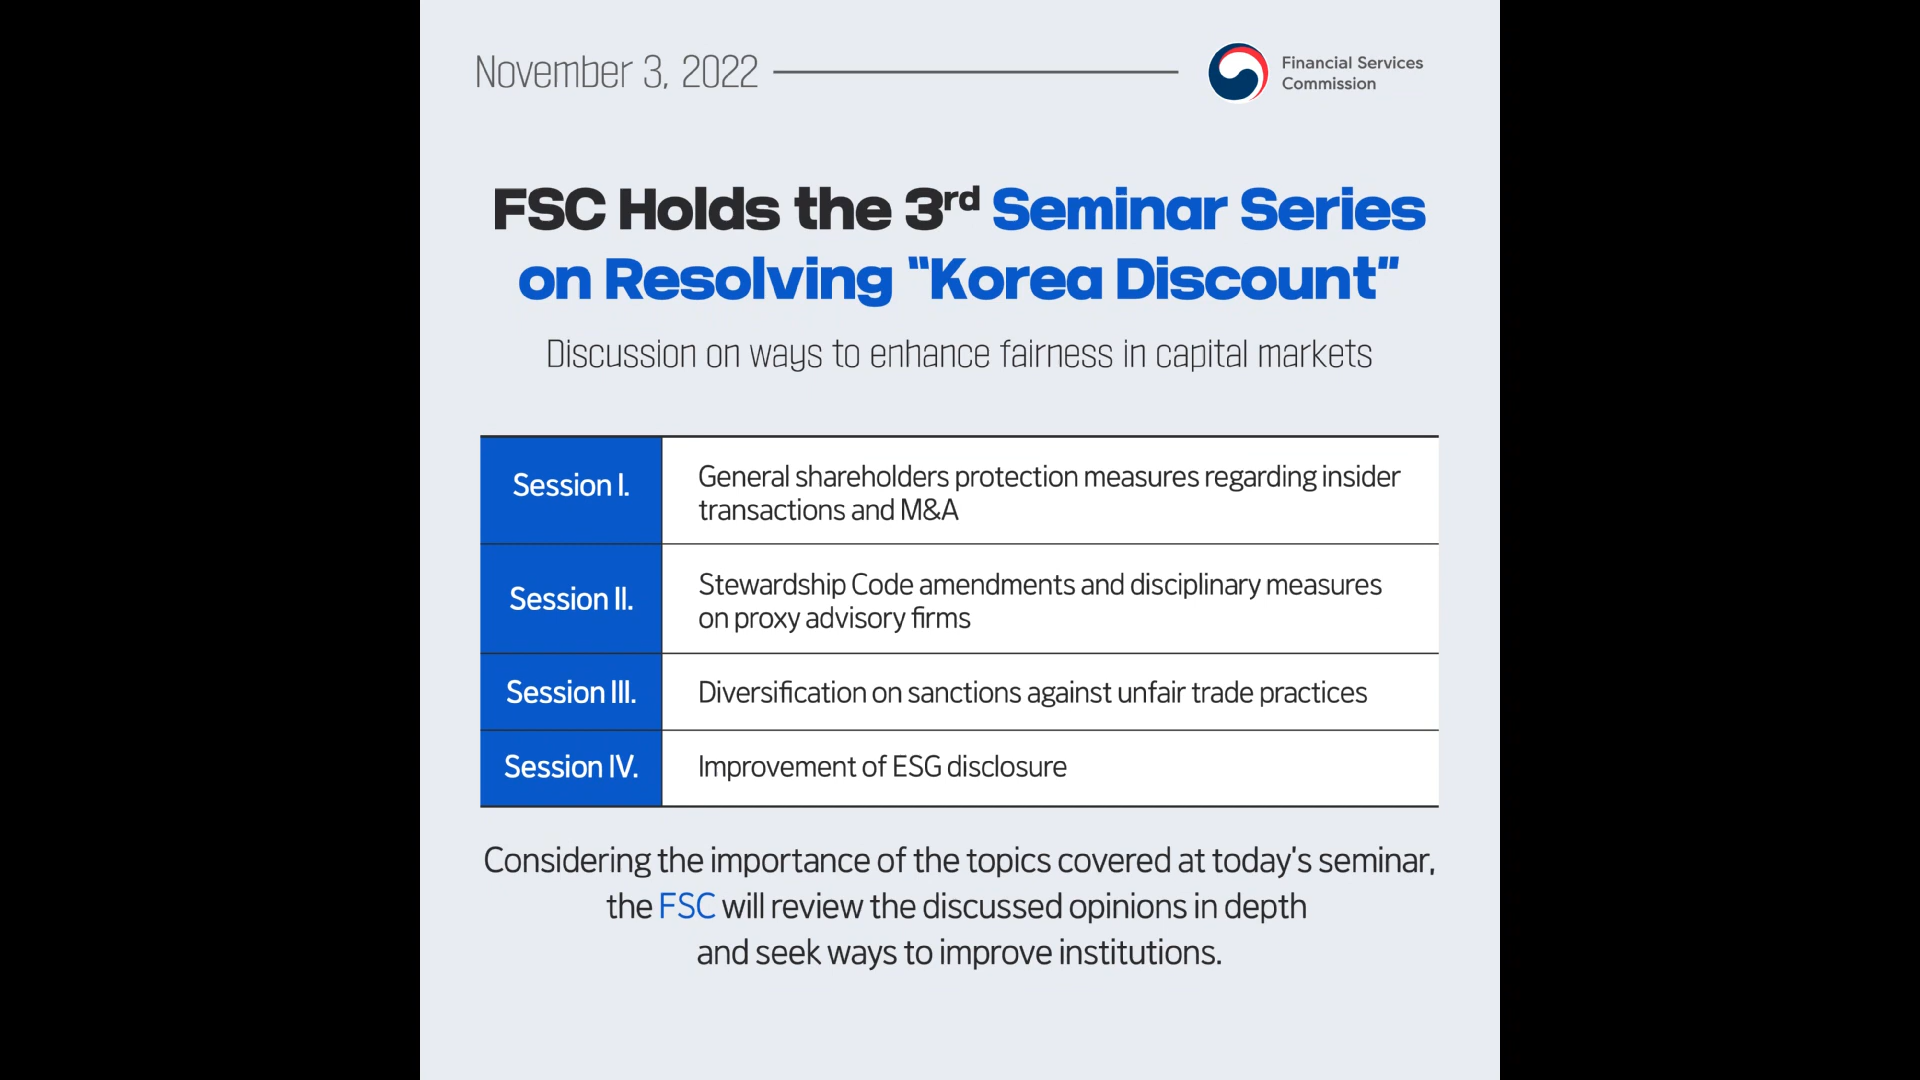 November 3, 2022
Financial Services
Commission
FSC Holds the 3rd Seminar Series
on Resolving "Korea Discount"
Discussion on ways to enhance fairness in capital markets
Session I.
General shareholders protection measures regarding insider
transactions and M&A
Session II.
Stewardship Code amendments and disciplinary measures
on proxy advisory firms
Session III.
Diversification on sanctions against unfair trade practices
Session IV.
Improvement of ESG disclosure
Considering the importance of the topics covered at today's seminar,
the FSC will review the discussed opinions in depth
and seek ways to improve institutions.